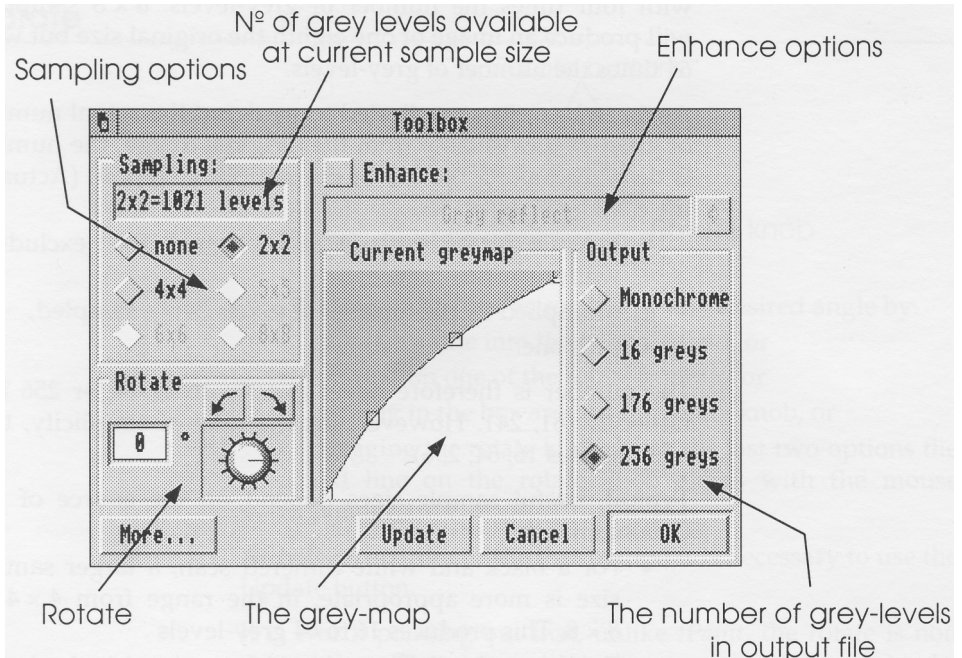 Nº of grey levels available
at current sample size
Sampling options
Enhance options
Toolbox
Sampling:
2x2=1021 levels
none
2x2
4x4
5x5
6x6
8x8
Rotate
0 °
More...
Enhance:
Grey reflect
Current greymap
Output
Monochrome
16 greys
176 greys
256 greys
Update
Cancel
OK
Rotate
The grey-map
The number of grey-levels
in output file